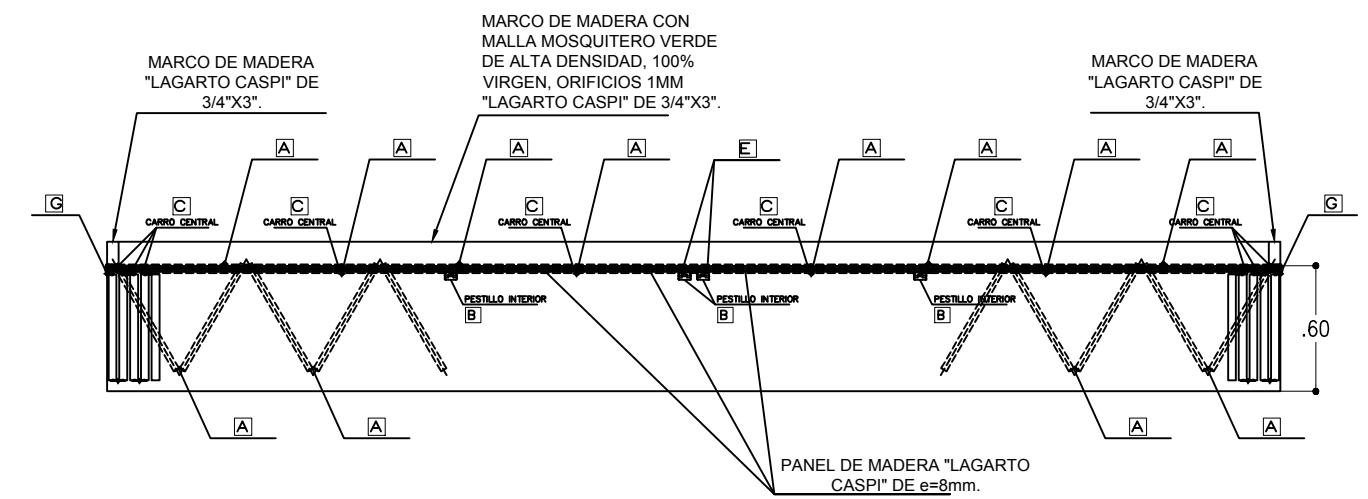 MARCO DE MADERA
"LAGARTO CASPI" DE
3/4"X3".
MARCO DE MADERA CON
MALLA MOSQUITERO VERDE
DE ALTA DENSIDAD, 100%
VIRGEN, ORIFICIOS 1MM
"LAGARTO CASPI" DE 3/4"X3".
MARCO DE MADERA
"LAGARTO CASPI" DE
3/4"X3".
A
A
A
A
E
A
A
A
A
G
C
CARRO CENTRAL
C
CARRO CENTRAL
C
CARRO CENTRAL
C
CARRO CENTRAL
C
CARRO CENTRAL
C
CARRO CENTRAL
G
PESTILLO INTERIOR
B
PESTILLO INTERIOR
B
PESTILLO INTERIOR
B
.60
A
A
A
A
PANEL DE MADERA "LAGARTO
CASPI" DE e=8mm.